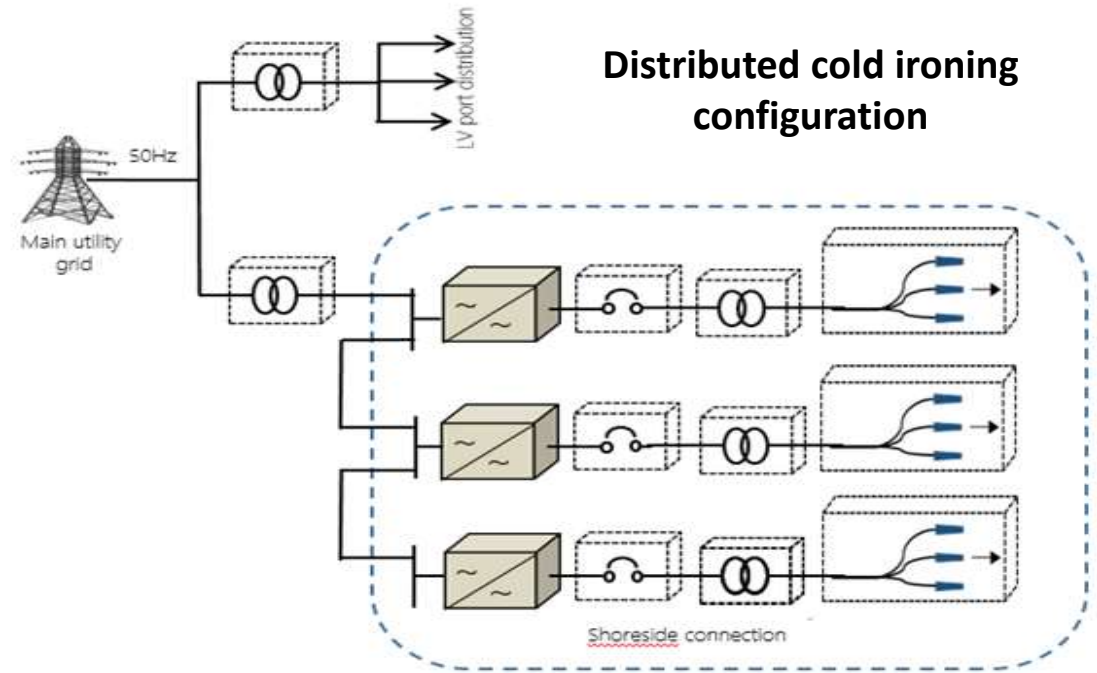 Distributed cold ironing
configuration
LV port distribution
50Hz
Main utility
grid
Shoreside connection